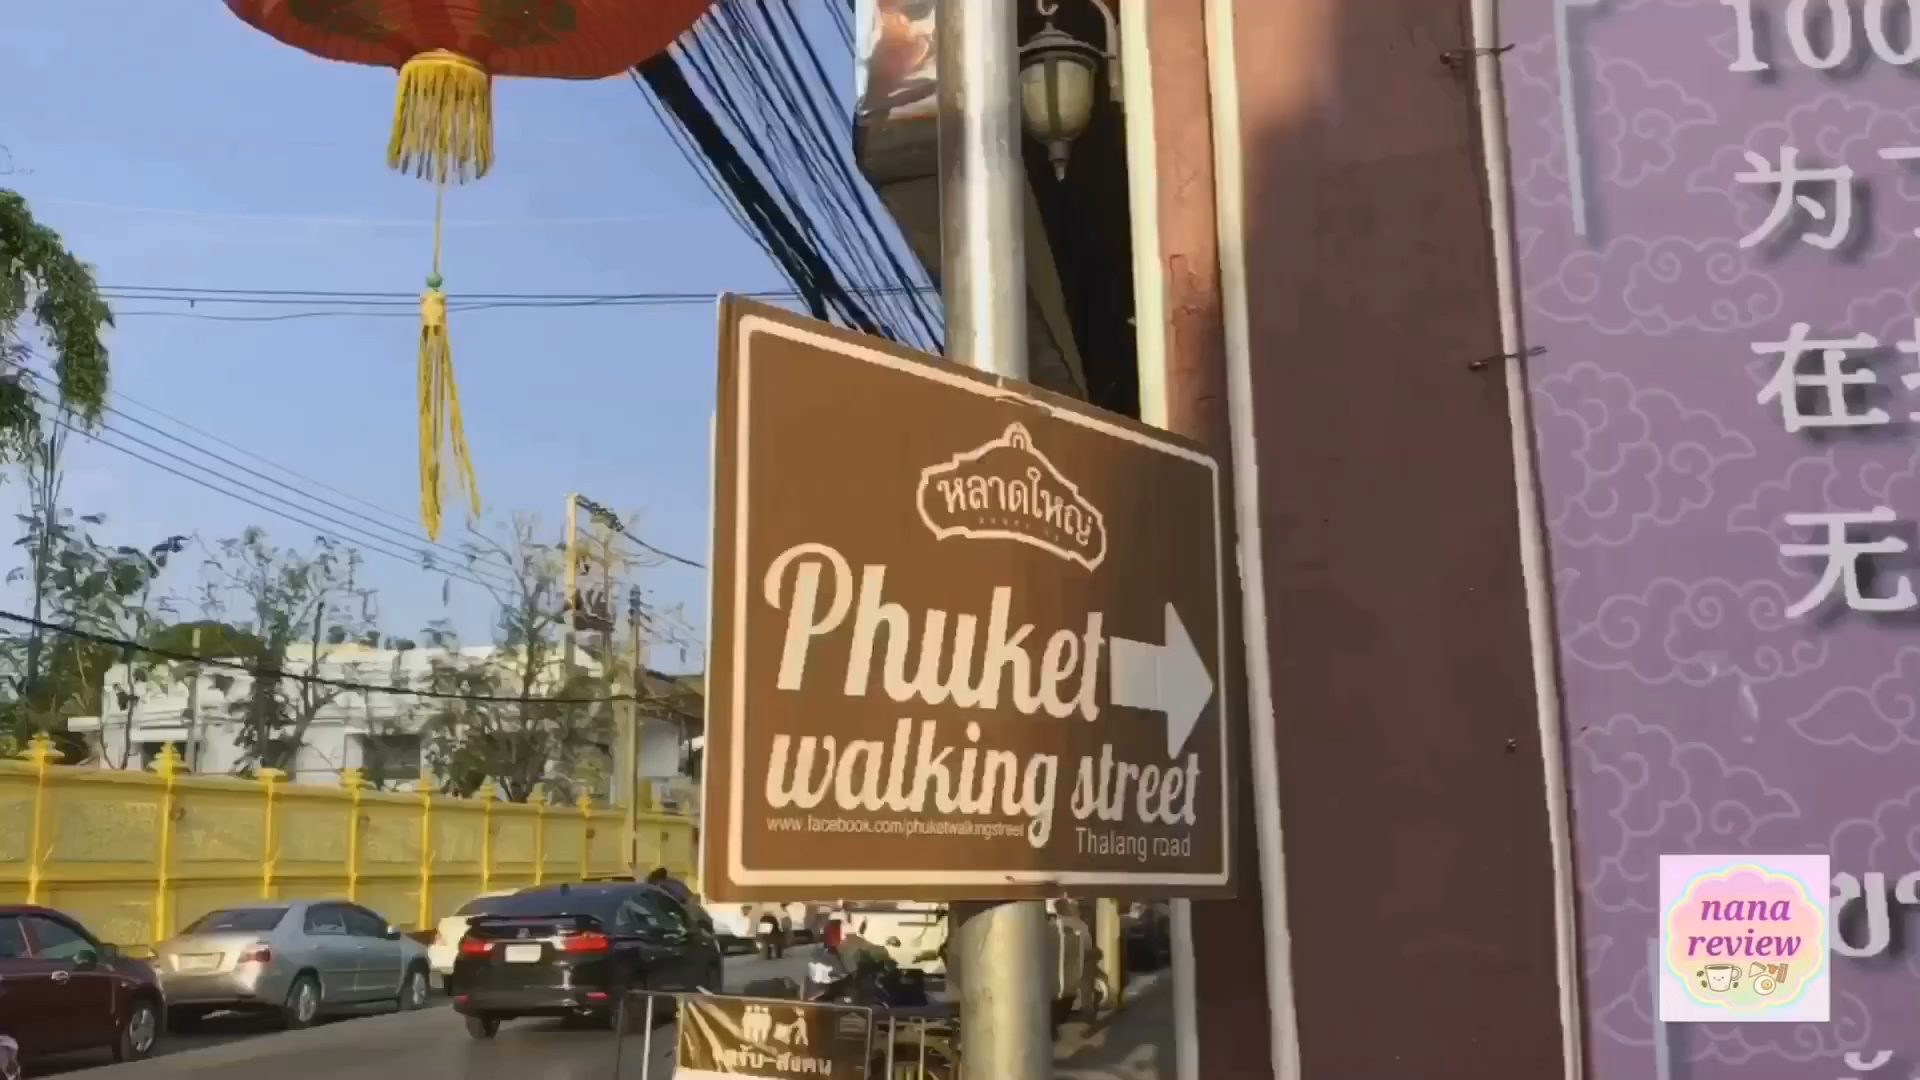 หลาดใหญ่
Phuket
walking street
www.facebook.com/phuketwalkingstreet
Thalang road
100
为
在
无
nana
review